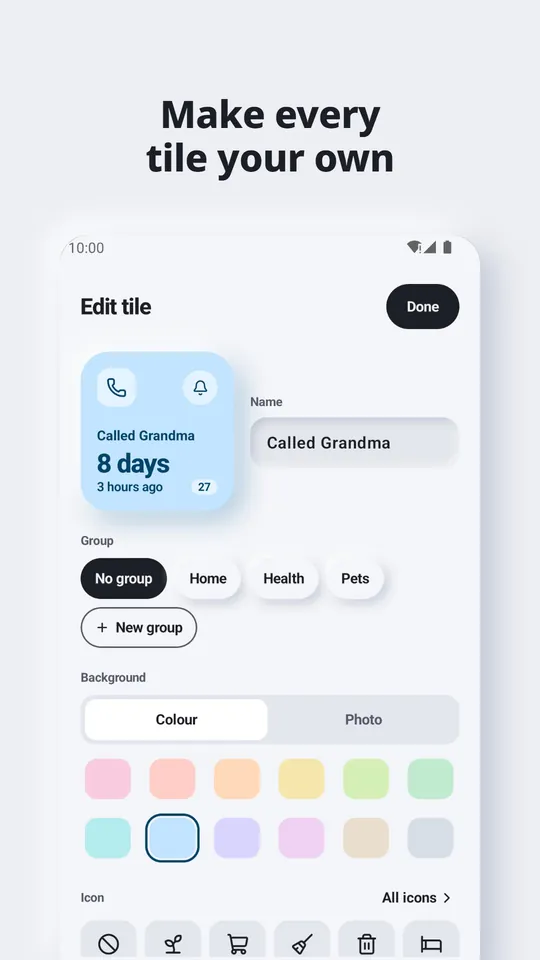 Make every
tile your own
10:00
Edit tile
Done
Called Grandma
8 days
3 hours ago
27
Name
Called Grandma
Group
No group
Home
Health
Pets
+ New group
Background
Colour
Photo
Icon
All icons